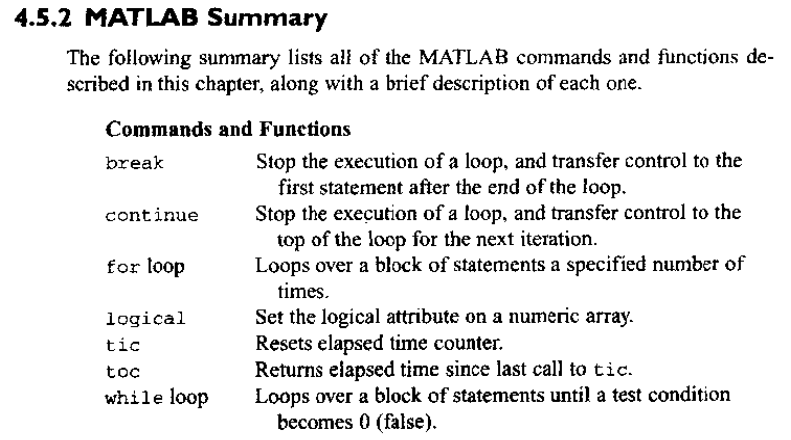 4.5.2 MATLAB Summary
The following summary lists all of the MATLAB commands and functions de-
scribed in this chapter, along with a brief description of each one.
Commands and Functions
break Stop the execution of a loop, and transfer control to the
first statement after the end of the loop.
continue Stop the execution of a loop, and transfer control to the
top of the loop for the next iteration.
for loop Loops over a block of statements a specified number of
times.
logical Set the logical attribute on a numeric array.
tic Resets elapsed time counter.
toc Returns elapsed time since last call to tic.
while loop Loops over a block of statements until a test condition
becomes 0 (false).